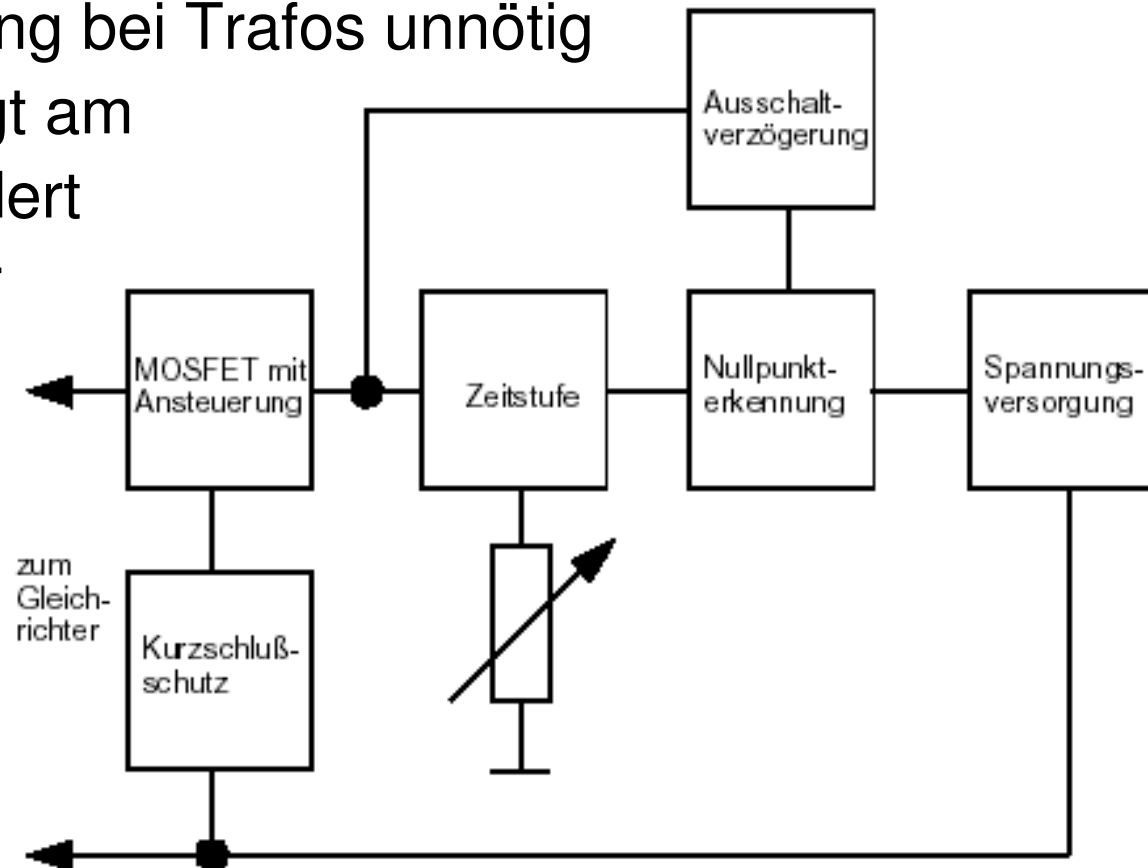 ng bei Trafos unnötig
gt am
lert
Ausschalt-
verzögerung
MOSFET mit
Ansteuerung
Zeitstufe
Nullpunkt-
erkennung
Spannungs-
versorgung
zum
Gleich-
richter
Kurzschluß-
schutz